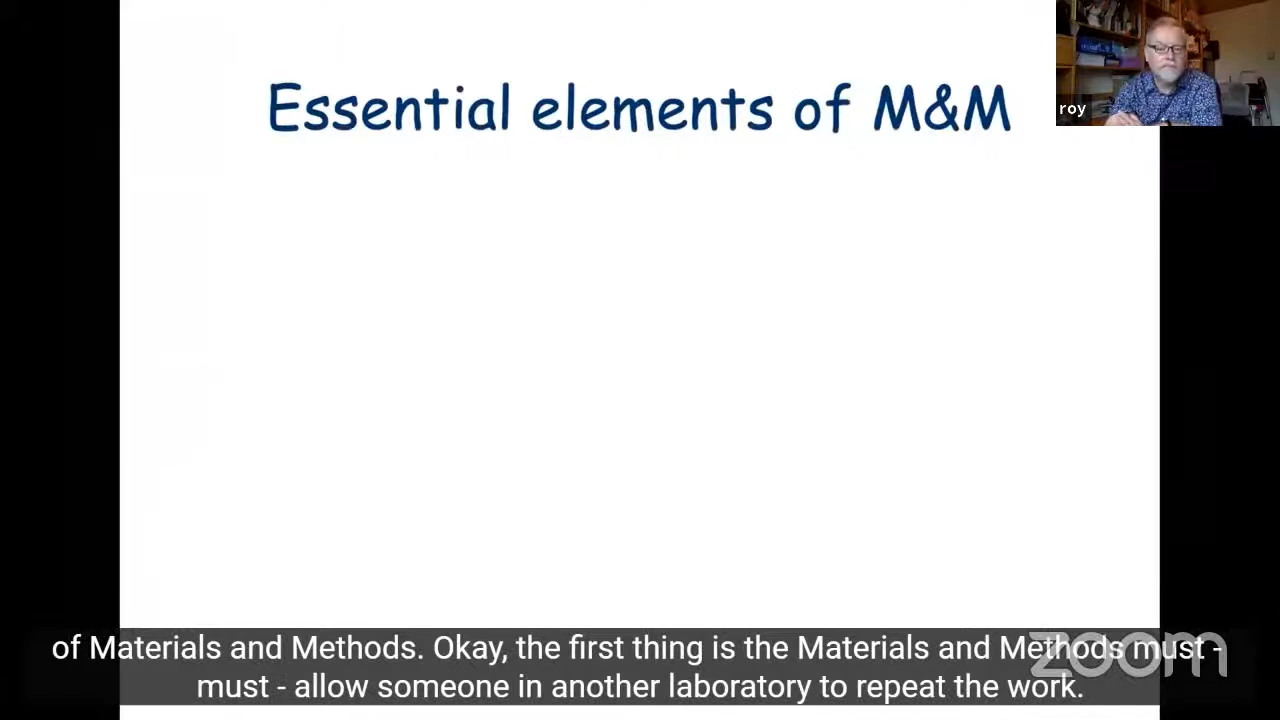 Essential elements of M&M
roy
of Materials and Methods. Okay, the first thing is the Materials and Methods must -
must - allow someone in another laboratory to repeat the work.
zoom